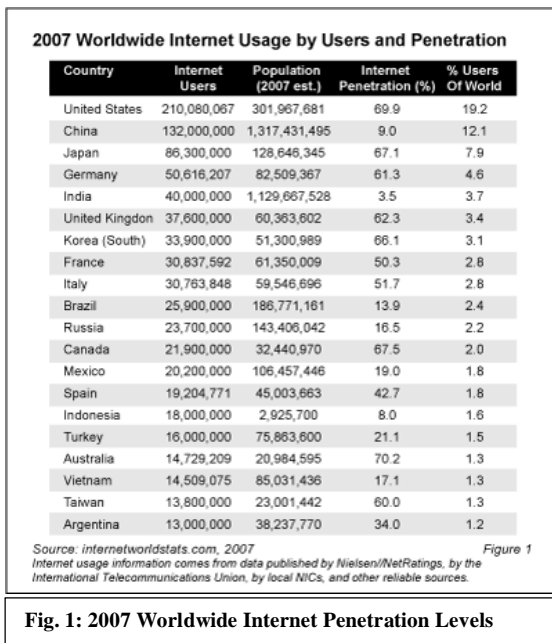 2007 Worldwide Internet Usage by Users and Penetration
Country Internet Users Population (2007 est.) Internet Penetration (%) % Users Of World
United States 210,080,067 301,967,681 69.9 19.2
China 132,000,000 1,317,431,495 9.0 12.1
Japan 86,300,000 128,646,345 67.1 7.9
Germany 50,616,207 82,509,367 61.3 4.6
India 40,000,000 1,129,667,528 3.5 3.7
United Kingdon 37,600,000 60,363,602 62.3 3.4
Korea (South) 33,900,000 51,300,989 66.1 3.1
France 30,837,592 61,350,009 50.3 2.8
Italy 30,763,848 59,546,696 51.7 2.8
Brazil 25,900,000 186,771,161 13.9 2.4
Russia 23,700,000 143,406,042 16.5 2.2
Canada 21,900,000 32,440,970 67.5 2.0
Mexico 20,200,000 106,457,446 19.0 1.8
Spain 19,204,771 45,003,663 42.7 1.8
Indonesia 18,000,000 2,925,700 8.0 1.6
Turkey 16,000,000 75,863,600 21.1 1.5
Australia 14,729,209 20,984,595 70.2 1.3
Vietnam 14,509,075 85,031,436 17.1 1.3
Taiwan 13,800,000 23,001,442 60.0 1.3
Argentina 13,000,000 38,237,770 34.0 1.2
Source: internetworldstats.com, 2007 Figure 1
Internet usage information comes from data published by Nielsen//NetRatings, by the
International Telecommunications Union, by local NICs, and other reliable sources.
Fig. 1: 2007 Worldwide Internet Penetration Levels